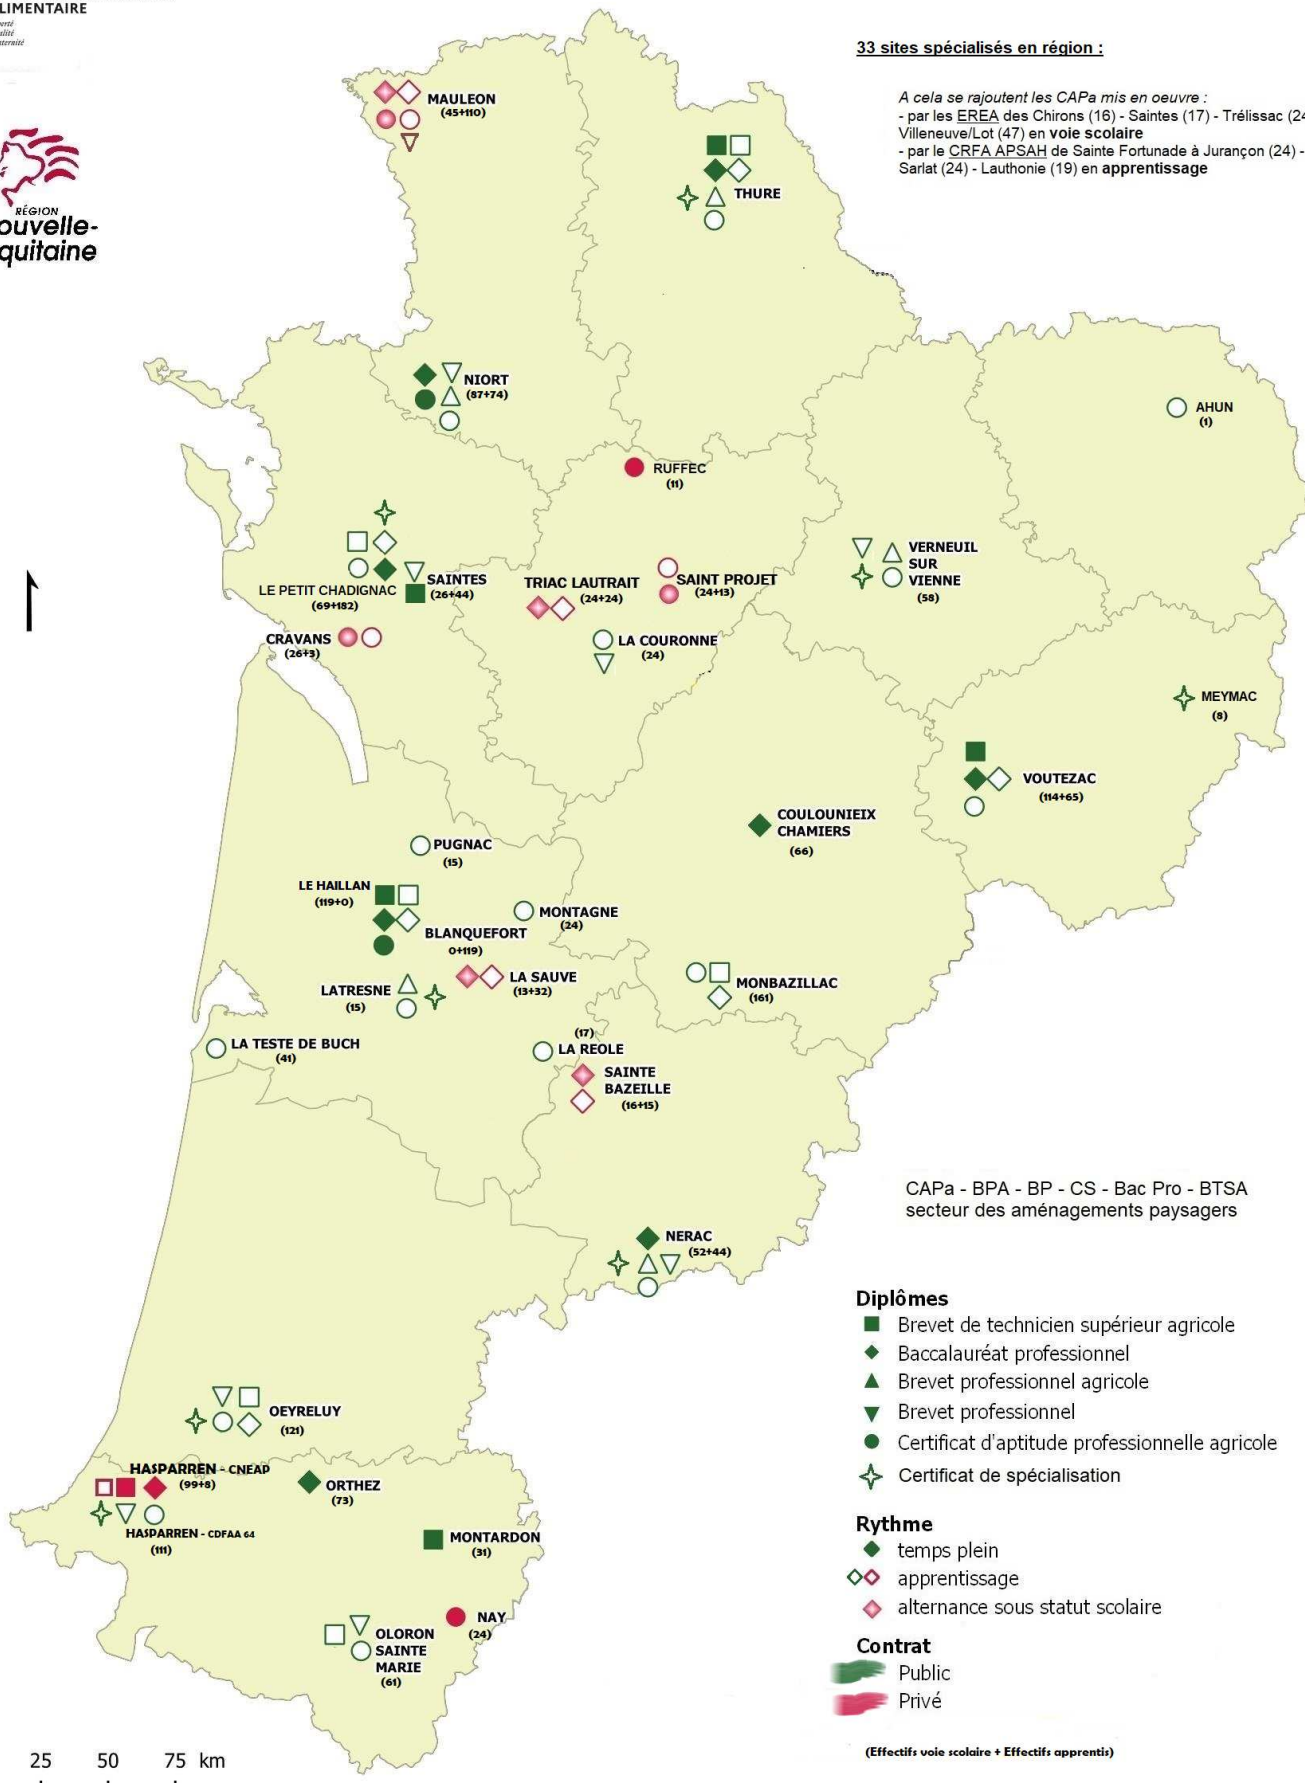 LIMENTAIRE
RÉGION
ouvelle-
quitaine
33 sites spécialisés en région :
A cela se rajoutent les CAPa mis en oeuvre :
- par les EREA des Chirons (16) - Saintes (17) - Trélissac (24
Villeneuve/Lot (47) en voie scolaire
- par le CRFA APSAH de Sainte Fortunade à Jurançon (24) -
Sarlat (24) - Lauthonie (19) en apprentissage
MAULEON
(45+110)
THURE
NIORT
(87+74)
AHUN
(1)
RUFFEC
(11)
VERNEUIL
SUR
VIENNE
(58)
LE PETIT CHADIGNAC
(69+182)
SAINTES
(26+44)
TRIAC LAUTRAIT
(24+24)
SAINT PROJET
(24+13)
CRAVANS
(26+3)
LA COURONNE
(24)
MEYMAC
(8)
VOUTEZAC
(114+65)
COULOUNIEIX
CHAMIERS
(66)
PUGNAC
(15)
LE HAILLAN
(119+0)
MONTAGNE
(24)
BLANQUEFORT
0+119)
LA SAUVE
(13+32)
LATRESNE
(15)
MONBAZILLAC
(161)
LA TESTE DE BUCH
(41)
(17)
LA REOLE
SAINTE
BAZEILLE
(16+15)
NERAC
(52+44)
OEYRELUY
(121)
HASPARREN - CNEAP
(99+8)
HASPARREN - CDFAA 64
(111)
ORTHEZ
(73)
MONTARDON
(31)
NAY
(24)
OLORON
SAINTE
MARIE
(61)
CAPa - BPA - BP - CS - Bac Pro - BTSA
secteur des aménagements paysagers
Diplômes
Brevet de technicien supérieur agricole
Baccalauréat professionnel
Brevet professionnel agricole
Brevet professionnel
Certificat d'aptitude professionnelle agricole
Certificat de spécialisation
Rythme
temps plein
apprentissage
alternance sous statut scolaire
Contrat
Public
Privé
(Effectifs voie scolaire + Effectifs apprentis)
25 50 75 km